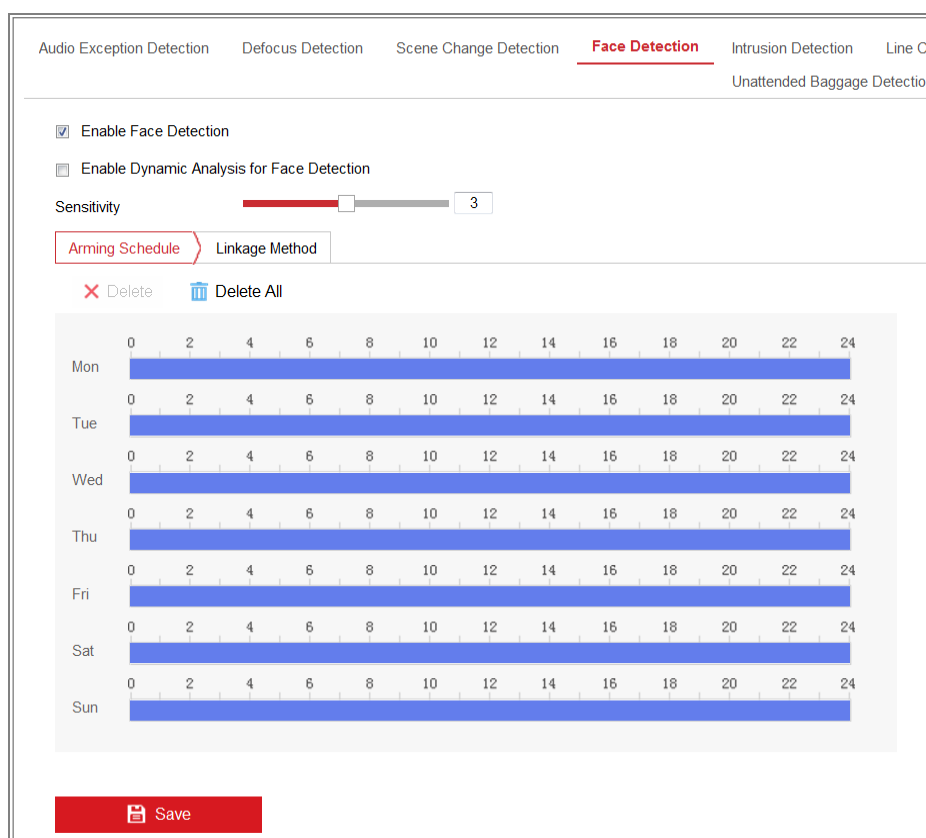 Audio Exception Detection Defocus Detection Scene Change Detection Face Detection Intrusion Detection Line C
Unattended Baggage Detectio
Enable Face Detection
Enable Dynamic Analysis for Face Detection
Sensitivity 3
Arming Schedule Linkage Method
Delete Delete All
0 2 4 6 8 10 12 14 16 18 20 22 24
Mon
0 2 4 6 8 10 12 14 16 18 20 22 24
Tue
0 2 4 6 8 10 12 14 16 18 20 22 24
Wed
0 2 4 6 8 10 12 14 16 18 20 22 24
Thu
0 2 4 6 8 10 12 14 16 18 20 22 24
Fri
0 2 4 6 8 10 12 14 16 18 20 22 24
Sat
0 2 4 6 8 10 12 14 16 18 20 22 24
Sun
Save